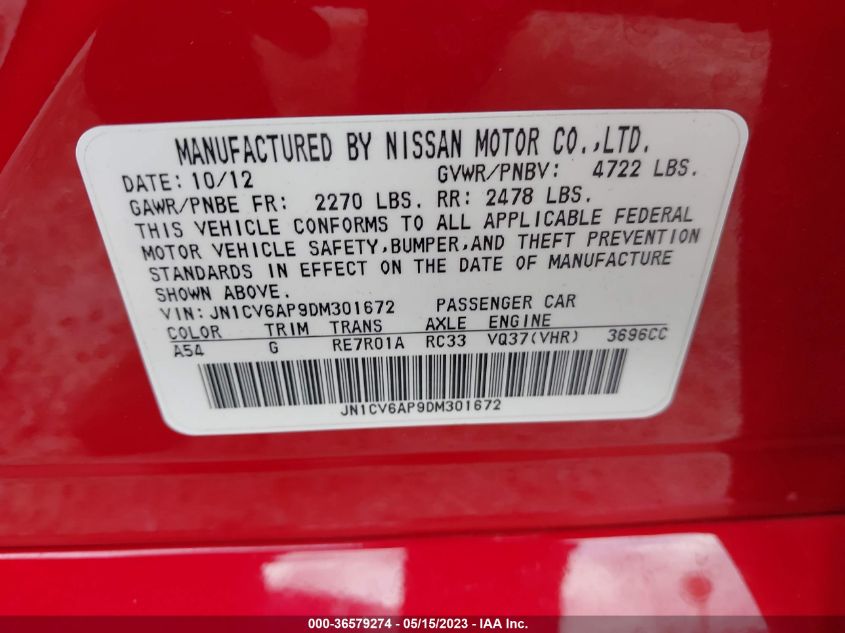 MANUFACTURED BY NISSAN MOTOR CO.,LTD.
DATE: 10/12 GVWR/PNBV: 4722 LBS.
GAWR/PNBE FR: 2270 LBS. RR: 2478 LBS.
THIS VEHICLE CONFORMS TO ALL APPLICABLE FEDERAL
MOTOR VEHICLE SAFETY,BUMPER,AND THEFT PREVENTION
STANDARDS IN EFFECT ON THE DATE OF MANUFACTURE
SHOWN ABOVE.
VIN: JN1CV6AP9DM301672 PASSENGER CAR
COLOR TRIM TRANS AXLE ENGINE
A54 G RE7R01A RC33 VQ37(VHR) 3696CC
JN1CV6AP9DM301672
000-36579274 - 05/15/2023 - IAA Inc.